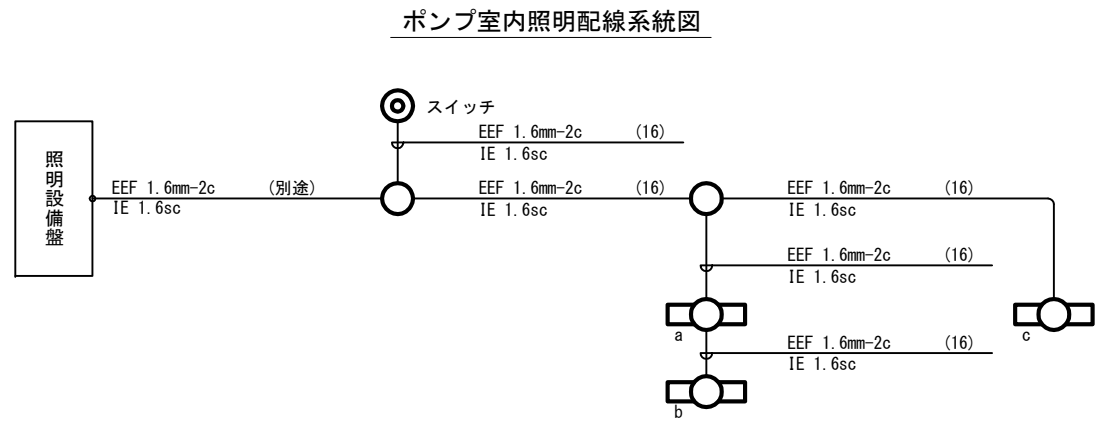 ポンプ室内照明配線系統図
スイッチ
EEF 1.6mm-2c (16)
IE 1.6sc
照明設備盤
EEF 1.6mm-2c (別途)
IE 1.6sc
EEF 1.6mm-2c (16)
IE 1.6sc
EEF 1.6mm-2c (16)
IE 1.6sc
EEF 1.6mm-2c (16)
IE 1.6sc
a
c
EEF 1.6mm-2c (16)
IE 1.6sc
b